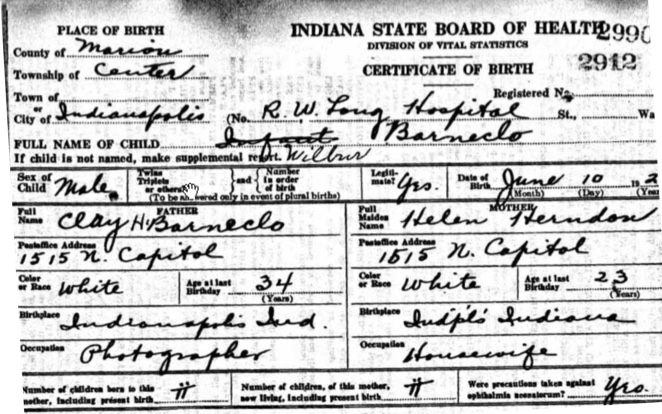 PLACE OF BIRTH
INDIANA STATE BOARD OF HEALTH
2990
County of Marion
DIVISION OF VITAL STATISTICS
2912
Township of Center
CERTIFICATE OF BIRTH
Town of
Registered No.
or
City of Indianapolis (No. R. W. Long Hospital St., Wa
FULL NAME OF CHILD Infant Barneclo
If child is not named, make supplemental report. Wilbur
Sex of Child Male
Twins Triplets or others
and
Number in order of birth
(To be answered only in event of plural births)
Legiti-mate? Yes.
Date of Birth June 10 192
(Month) (Day) (Year
FATHER
Full Name Clay H. Barneclo
MOTHER
Full Maiden Name Helen Herndon
Postoffice Address
1515 N. Capitol
Postoffice Address
1515 N. Capitol
Color or Race White
Age at last Birthday 34
(Years)
Color or Race White
Age at last Birthday 23
(Years)
Birthplace Indianapolis Ind.
Birthplace Indpls Indiana
Occupation Photographer
Occupation Housewife
Number of children born to this mother, including present birth
Number of children, of this mother, now living, including present birth
Were precautions taken against ophthalmia neonatorum? Yes.